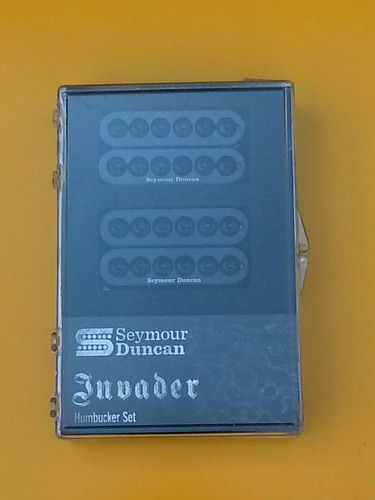 Seymour Duncan
Seymour Duncan
Seymour
Duncan
Invader
Humbucker Set